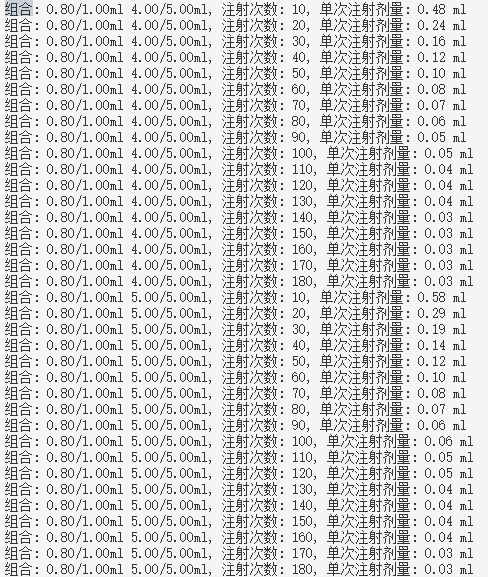 组合: 0.80/1.00ml 4.00/5.00ml, 注射次数: 10, 单次注射剂量: 0.48 ml
组合: 0.80/1.00ml 4.00/5.00ml, 注射次数: 20, 单次注射剂量: 0.24 ml
组合: 0.80/1.00ml 4.00/5.00ml, 注射次数: 30, 单次注射剂量: 0.16 ml
组合: 0.80/1.00ml 4.00/5.00ml, 注射次数: 40, 单次注射剂量: 0.12 ml
组合: 0.80/1.00ml 4.00/5.00ml, 注射次数: 50, 单次注射剂量: 0.10 ml
组合: 0.80/1.00ml 4.00/5.00ml, 注射次数: 60, 单次注射剂量: 0.08 ml
组合: 0.80/1.00ml 4.00/5.00ml, 注射次数: 70, 单次注射剂量: 0.07 ml
组合: 0.80/1.00ml 4.00/5.00ml, 注射次数: 80, 单次注射剂量: 0.06 ml
组合: 0.80/1.00ml 4.00/5.00ml, 注射次数: 90, 单次注射剂量: 0.05 ml
组合: 0.80/1.00ml 4.00/5.00ml, 注射次数: 100, 单次注射剂量: 0.05 ml
组合: 0.80/1.00ml 4.00/5.00ml, 注射次数: 110, 单次注射剂量: 0.04 ml
组合: 0.80/1.00ml 4.00/5.00ml, 注射次数: 120, 单次注射剂量: 0.04 ml
组合: 0.80/1.00ml 4.00/5.00ml, 注射次数: 130, 单次注射剂量: 0.04 ml
组合: 0.80/1.00ml 4.00/5.00ml, 注射次数: 140, 单次注射剂量: 0.03 ml
组合: 0.80/1.00ml 4.00/5.00ml, 注射次数: 150, 单次注射剂量: 0.03 ml
组合: 0.80/1.00ml 4.00/5.00ml, 注射次数: 160, 单次注射剂量: 0.03 ml
组合: 0.80/1.00ml 4.00/5.00ml, 注射次数: 170, 单次注射剂量: 0.03 ml
组合: 0.80/1.00ml 4.00/5.00ml, 注射次数: 180, 单次注射剂量: 0.03 ml
组合: 0.80/1.00ml 5.00/5.00ml, 注射次数: 10, 单次注射剂量: 0.58 ml
组合: 0.80/1.00ml 5.00/5.00ml, 注射次数: 20, 单次注射剂量: 0.29 ml
组合: 0.80/1.00ml 5.00/5.00ml, 注射次数: 30, 单次注射剂量: 0.19 ml
组合: 0.80/1.00ml 5.00/5.00ml, 注射次数: 40, 单次注射剂量: 0.14 ml
组合: 0.80/1.00ml 5.00/5.00ml, 注射次数: 50, 单次注射剂量: 0.12 ml
组合: 0.80/1.00ml 5.00/5.00ml, 注射次数: 60, 单次注射剂量: 0.10 ml
组合: 0.80/1.00ml 5.00/5.00ml, 注射次数: 70, 单次注射剂量: 0.08 ml
组合: 0.80/1.00ml 5.00/5.00ml, 注射次数: 80, 单次注射剂量: 0.07 ml
组合: 0.80/1.00ml 5.00/5.00ml, 注射次数: 90, 单次注射剂量: 0.06 ml
组合: 0.80/1.00ml 5.00/5.00ml, 注射次数: 100, 单次注射剂量: 0.06 ml
组合: 0.80/1.00ml 5.00/5.00ml, 注射次数: 110, 单次注射剂量: 0.05 ml
组合: 0.80/1.00ml 5.00/5.00ml, 注射次数: 120, 单次注射剂量: 0.05 ml
组合: 0.80/1.00ml 5.00/5.00ml, 注射次数: 130, 单次注射剂量: 0.04 ml
组合: 0.80/1.00ml 5.00/5.00ml, 注射次数: 140, 单次注射剂量: 0.04 ml
组合: 0.80/1.00ml 5.00/5.00ml, 注射次数: 150, 单次注射剂量: 0.04 ml
组合: 0.80/1.00ml 5.00/5.00ml, 注射次数: 160, 单次注射剂量: 0.04 ml
组合: 0.80/1.00ml 5.00/5.00ml, 注射次数: 170, 单次注射剂量: 0.03 ml
组合: 0.80/1.00ml 5.00/5.00ml, 注射次数: 180, 单次注射剂量: 0.03 ml